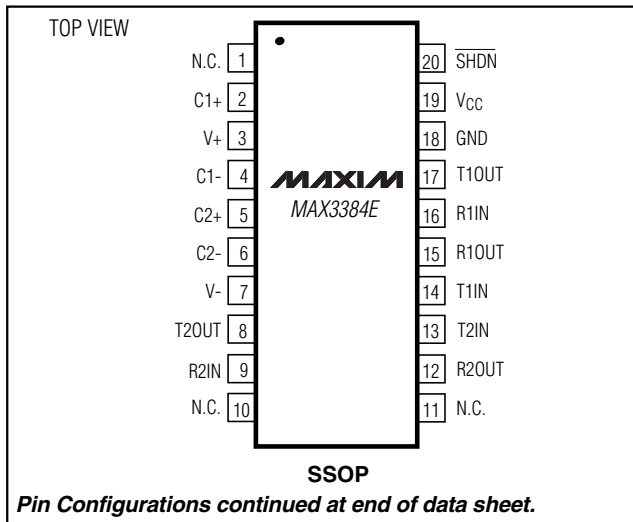 TOP VIEW
N.C. 1
C1+ 2
V+ 3
C1- 4
C2+ 5
C2- 6
V- 7
T2OUT 8
R2IN 9
N.C. 10
MAXIM
MAX3384E
20 SHDN
19 VCC
18 GND
17 T1OUT
16 R1IN
15 R1OUT
14 T1IN
13 T2IN
12 R2OUT
11 N.C.
SSOP
Pin Configurations continued at end of data sheet.